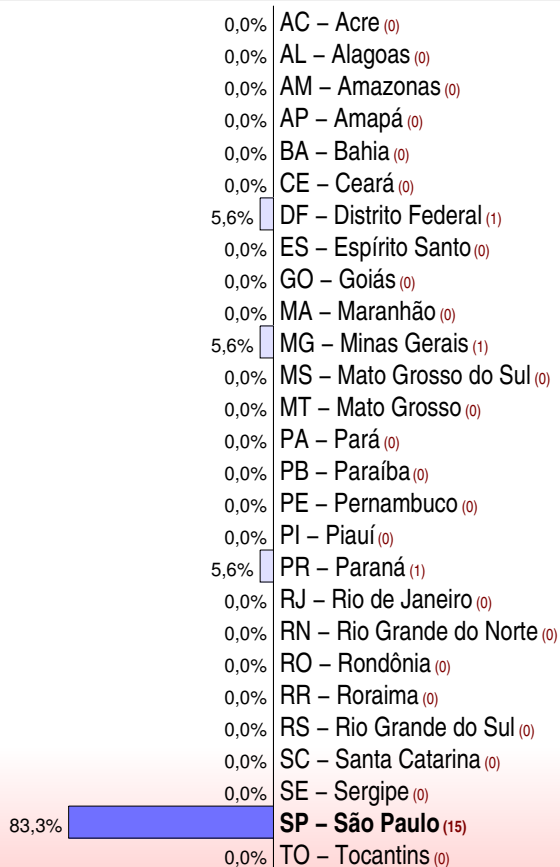 0,0% AC – Acre (0)
0,0% AL – Alagoas (0)
0,0% AM – Amazonas (0)
0,0% AP – Amapá (0)
0,0% BA – Bahia (0)
0,0% CE – Ceará (0)
5,6% DF – Distrito Federal (1)
0,0% ES – Espírito Santo (0)
0,0% GO – Goiás (0)
0,0% MA – Maranhão (0)
5,6% MG – Minas Gerais (1)
0,0% MS – Mato Grosso do Sul (0)
0,0% MT – Mato Grosso (0)
0,0% PA – Pará (0)
0,0% PB – Paraíba (0)
0,0% PE – Pernambuco (0)
0,0% PI – Piauí (0)
5,6% PR – Paraná (1)
0,0% RJ – Rio de Janeiro (0)
0,0% RN – Rio Grande do Norte (0)
0,0% RO – Rondônia (0)
0,0% RR – Roraima (0)
0,0% RS – Rio Grande do Sul (0)
0,0% SC – Santa Catarina (0)
0,0% SE – Sergipe (0)
83,3% SP – São Paulo (15)
0,0% TO – Tocantins (0)